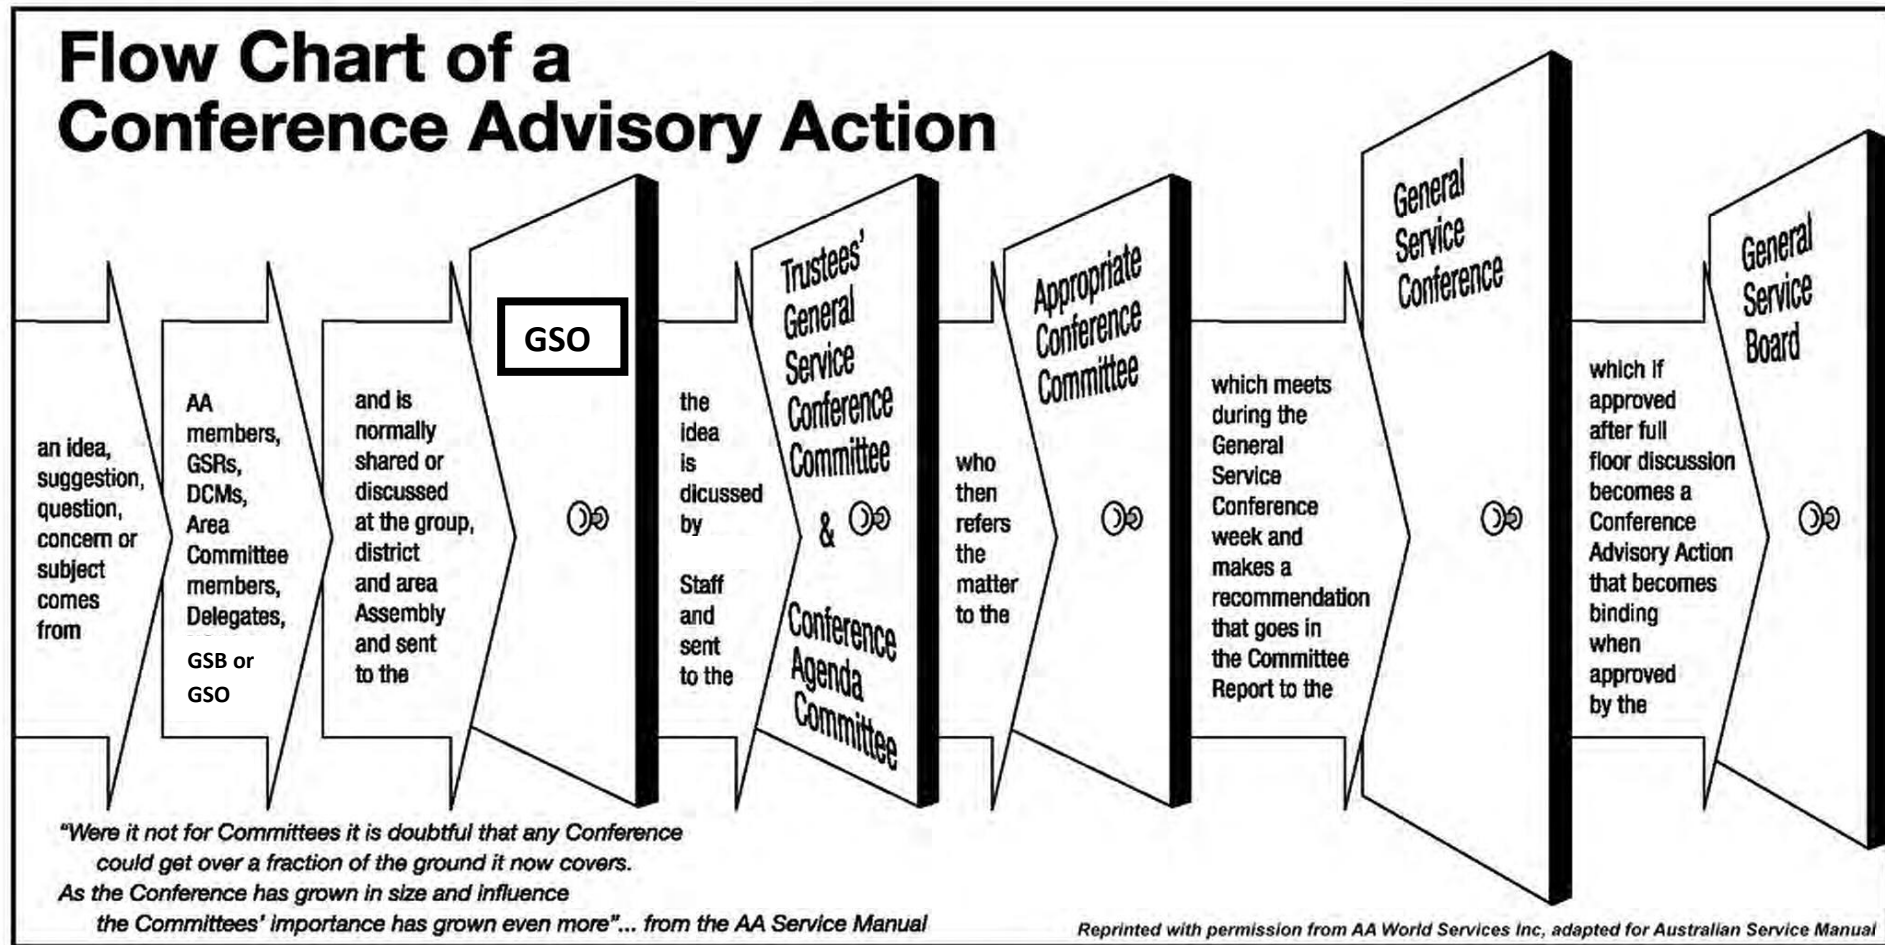 Flow Chart of a
Conference Advisory Action
an idea,
suggestion,
question,
concern or
subject
comes
from
AA
members,
GSRs,
DCMs,
Area
Committee
members,
Delegates,
GSB or
GSO
and is
normally
shared or
discussed
at the group,
district
and area
Assembly
and sent
to the
GSO
the
idea
is
dicussed
by
Staff
and
sent
to the
Trustees'
General
Service
Conference
Committee
&
Conference
Agenda
Committee
who
then
refers
the
matter
to the
Appropriate
Conference
Committee
which meets
during the
General
Service
Conference
week and
makes a
recommendation
that goes in
the Committee
Report to the
General
Service
Conference
which if
approved
after full
floor discussion
becomes a
Conference
Advisory Action
that becomes
binding
when
approved
by the
General
Service
Board
"Were it not for Committees it is doubtful that any Conference
could get over a fraction of the ground it now covers.
As the Conference has grown in size and influence
the Committees' importance has grown even more"... from the AA Service Manual
Reprinted with permission from AA World Services Inc, adapted for Australian Service Manual